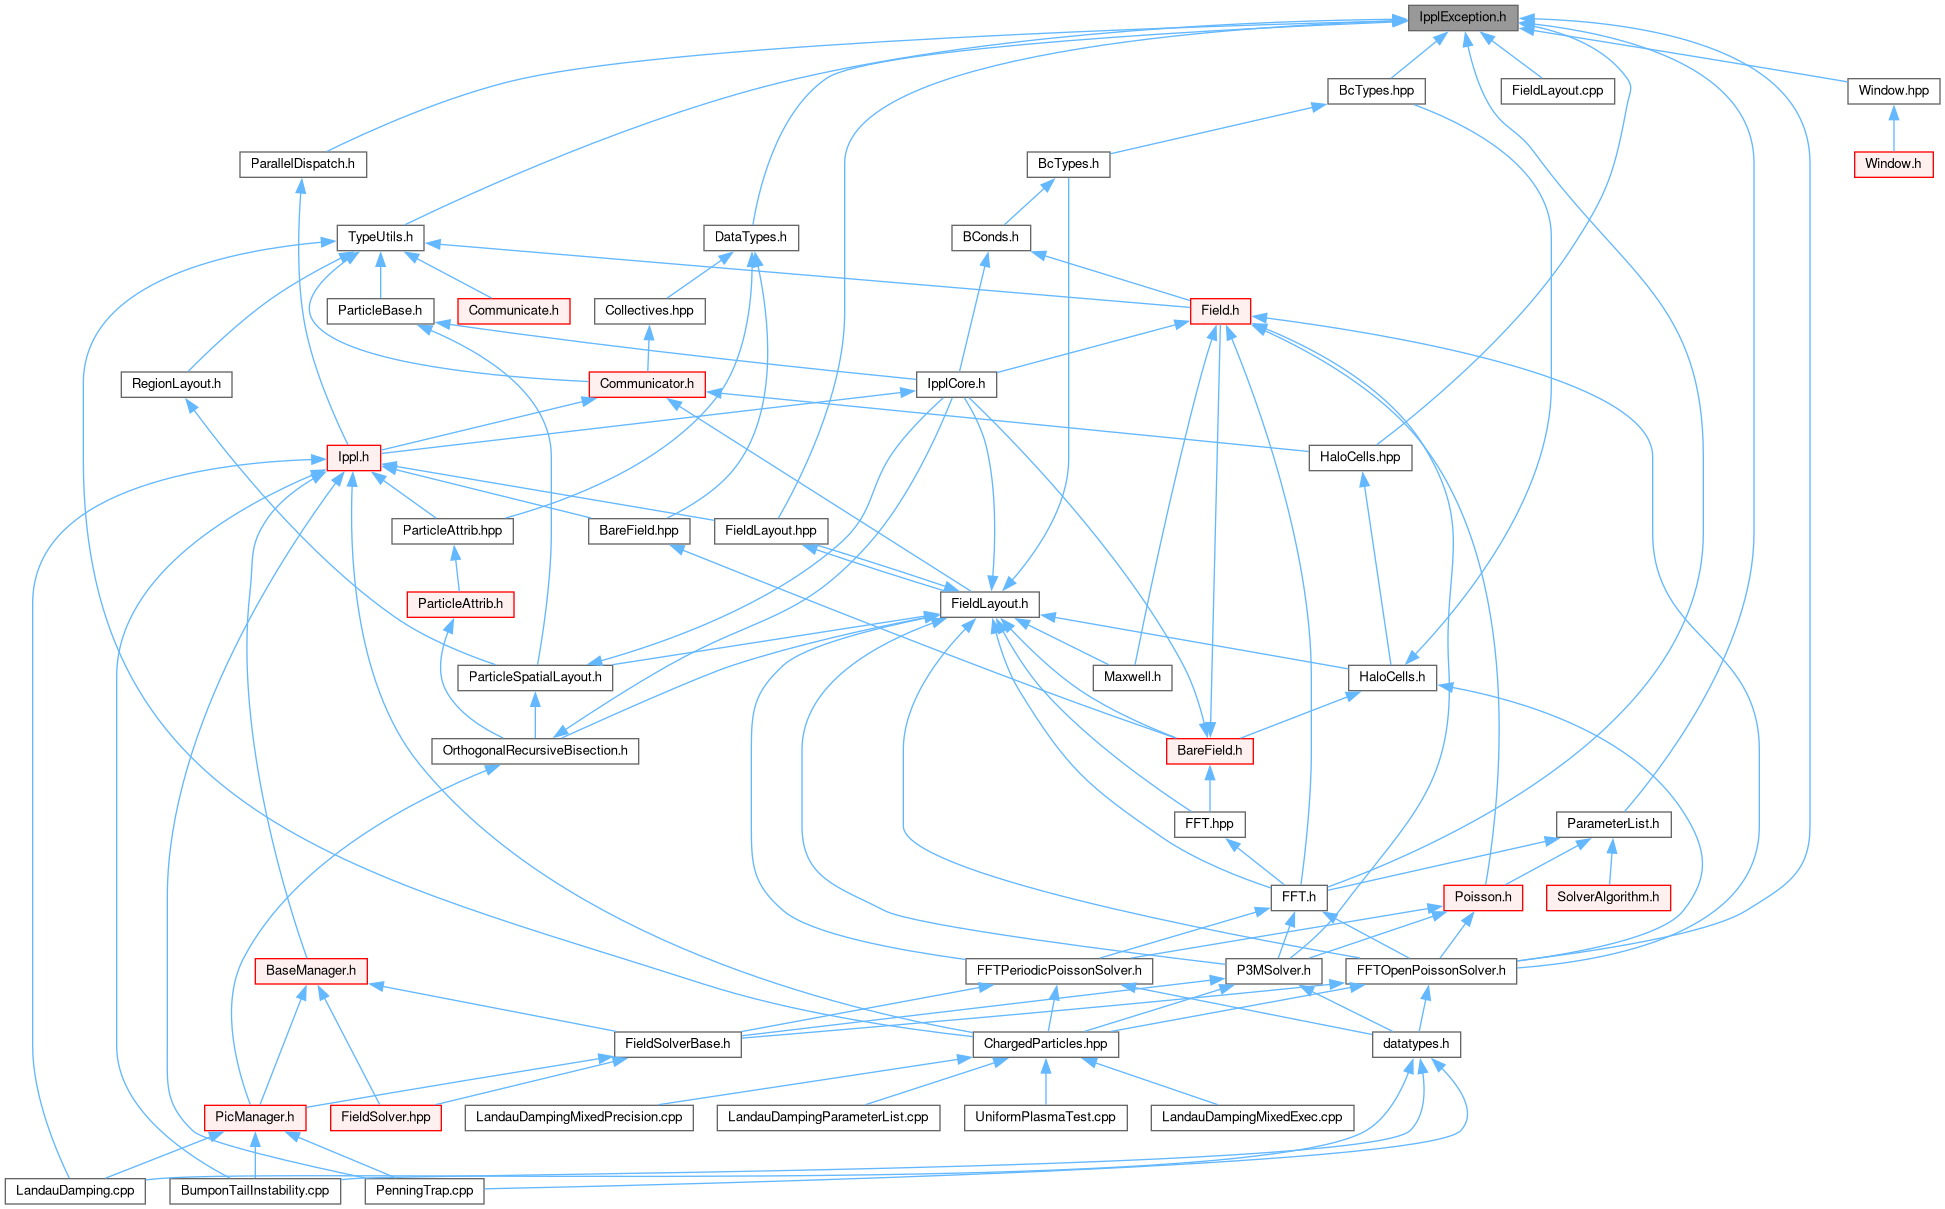 IpplException.h
BcTypes.hpp
FieldLayout.cpp
Window.hpp
ParallelDispatch.h
BcTypes.h
Window.h
TypeUtils.h
DataTypes.h
BConds.h
ParticleBase.h
Communicate.h
Collectives.hpp
Field.h
RegionLayout.h
Communicator.h
IpplCore.h
Ippl.h
HaloCells.hpp
ParticleAttrib.hpp
BareField.hpp
FieldLayout.hpp
ParticleAttrib.h
FieldLayout.h
ParticleSpatialLayout.h
Maxwell.h
HaloCells.h
OrthogonalRecursiveBisection.h
BareField.h
FFT.hpp
ParameterList.h
FFT.h
Poisson.h
SolverAlgorithm.h
BaseManager.h
FFTPeriodicPoissonSolver.h
P3MSolver.h
FFTOpenPoissonSolver.h
FieldSolverBase.h
ChargedParticles.hpp
datatypes.h
PicManager.h
FieldSolver.hpp
LandauDampingMixedPrecision.cpp
LandauDampingParameterList.cpp
UniformPlasmaTest.cpp
LandauDampingMixedExec.cpp
LandauDamping.cpp
BumponTailInstability.cpp
PenningTrap.cpp